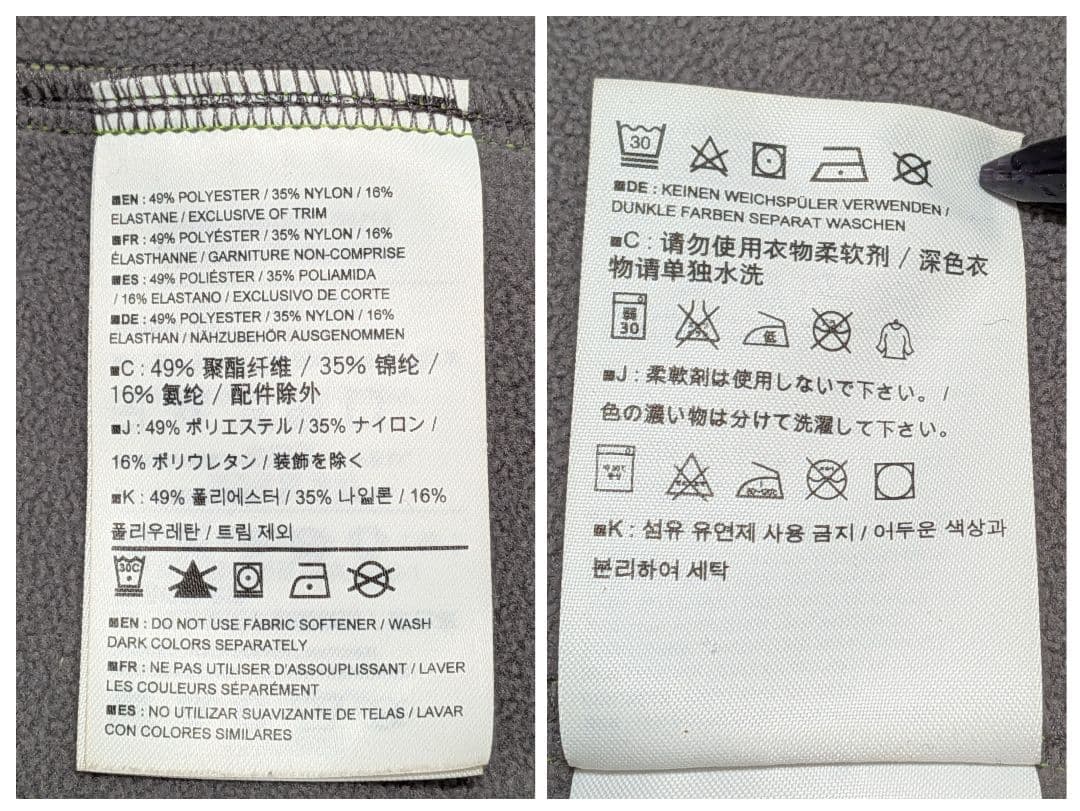 EN : 49% POLYESTER / 35% NYLON / 16%
ELASTANE / EXCLUSIVE OF TRIM
FR : 49% POLYÉSTER / 35% NYLON / 16%
ÉLASTHANNE / GARNITURE NON-COMPRISE
ES : 49% POLIÉSTER / 35% POLIAMIDA
/ 16% ELASTANO / EXCLUSIVO DE CORTE
DE : 49% POLYESTER / 35% NYLON / 16%
ELASTHAN / NÄHZUBEHÖR AUSGENOMMEN
C : 49% 聚酯纤维 / 35% 锦纶 /
16% 氨纶 / 配件除外
J : 49% ポリエステル / 35% ナイロン /
16% ポリウレタン / 装飾を除く
K : 49% 폴리에스터 / 35% 나일론 / 16%
폴리우레탄 / 트림 제외
30C
EN : DO NOT USE FABRIC SOFTENER / WASH
DARK COLORS SEPARATELY
FR : NE PAS UTILISER D'ASSOUPLISSANT / LAVER
LES COULEURS SÉPARÉMENT
ES : NO UTILIZAR SUAVIZANTE DE TELAS / LAVAR
CON COLORES SIMILARES
30
DE : KEINEN WEICHSPÜLER VERWENDEN /
DUNKLE FARBEN SEPARAT WASCHEN
C : 请勿使用衣物柔软剂 / 深色衣
物请单独水洗
弱
30
低
J : 柔軟剤は使用しないで下さい。 /
色の濃い物は分けて洗濯して下さい。
K : 섬유 유연제 사용 금지 / 어두운 색상과
분리하여 세탁